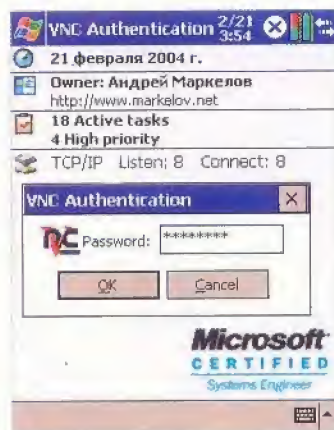 VNC Authentication 2/21 3:54
21 февраля 2004 г.
Owner: Андрей Маркелов
http://www.markelov.net
18 Active tasks
4 High priority
TCP/IP Listen: 8 Connect: 8
VNC Authentication
VNC Password: ********
OK Cancel
Microsoft
CERTIFIED
Systems Engineer